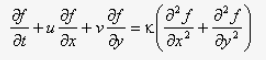 ∂f/∂t + u ∂f/∂x + v ∂f/∂y = κ(∂²f/∂x² + ∂²f/∂y²)